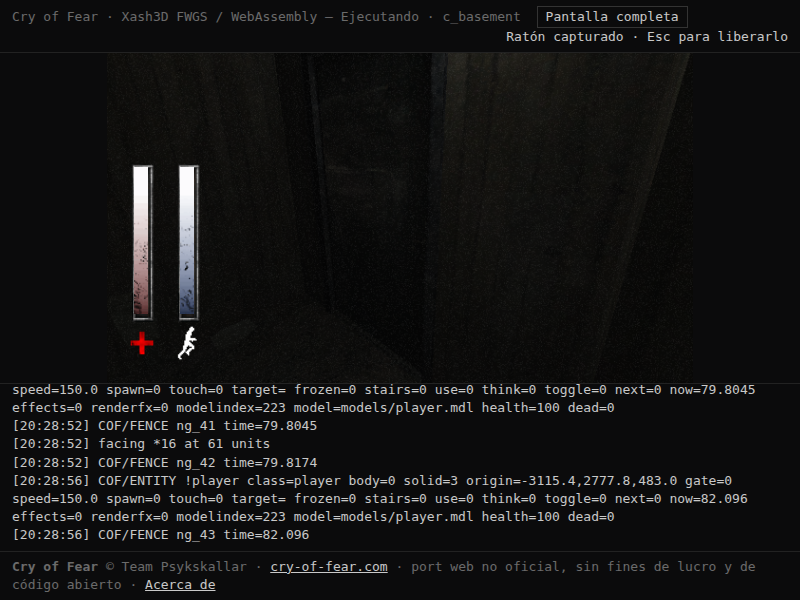 Cry of Fear · Xash3D FWGS / WebAssembly — Ejecutando · c_basement Pantalla completa
Ratón capturado · Esc para liberarlo
speed=150.0 spawn=0 touch=0 target= frozen=0 stairs=0 use=0 think=0 toggle=0 next=0 now=79.8045
effects=0 renderfx=0 modelindex=223 model=models/player.mdl health=100 dead=0
[20:28:52] COF/FENCE ng_41 time=79.8045
[20:28:52] facing *16 at 61 units
[20:28:52] COF/FENCE ng_42 time=79.8174
[20:28:56] COF/ENTITY !player class=player body=0 solid=3 origin=-3115.4,2777.8,483.0 gate=0
speed=150.0 spawn=0 touch=0 target= frozen=0 stairs=0 use=0 think=0 toggle=0 next=0 now=82.096
effects=0 renderfx=0 modelindex=223 model=models/player.mdl health=100 dead=0
[20:28:56] COF/FENCE ng_43 time=82.096
Cry of Fear © Team Psykskallar · cry-of-fear.com · port web no oficial, sin fines de lucro y de
código abierto · Acerca de